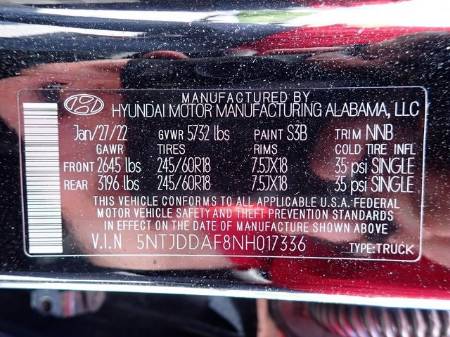 MANUFACTURED BY
HYUNDAI MOTOR MANUFACTURING ALABAMA, LLC
Jan/27/22 GVWR 5732 lbs PAINT S3B TRIM NNB
GAWR TIRES RIMS COLD TIRE INFL
FRONT 2645 lbs 245/60R18 7.5JX18 35 psi SINGLE
REAR 3196 lbs 245/60R18 7.5JX18 35 psi SINGLE
THIS VEHICLE CONFORMS TO ALL APPLICABLE U.S.A. FEDERAL
MOTOR VEHICLE SAFETY AND THEFT PREVENTION STANDARDS
IN EFFECT ON THE DATE OF MANUFACTURE SHOWN ABOVE
V.I.N 5NTJDDAF8NH017336 TYPE:TRUCK